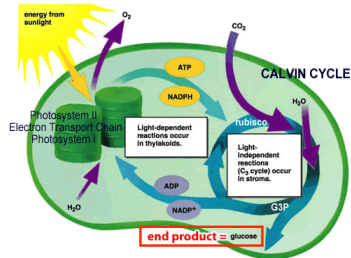 energy from
sunlight
O₂
CO₂
ATP
CALVIN CYCLE
NADPH
H₂O
Photosystem II
Electron Transport Chain
Photosystem I
rubisco
Light-dependent
reactions occur
in thylakoids.
Light-
independent
reactions
(C₃ cycle) occur
in stroma.
ADP
NADP⁺
H₂O
G3P
end product = glucose